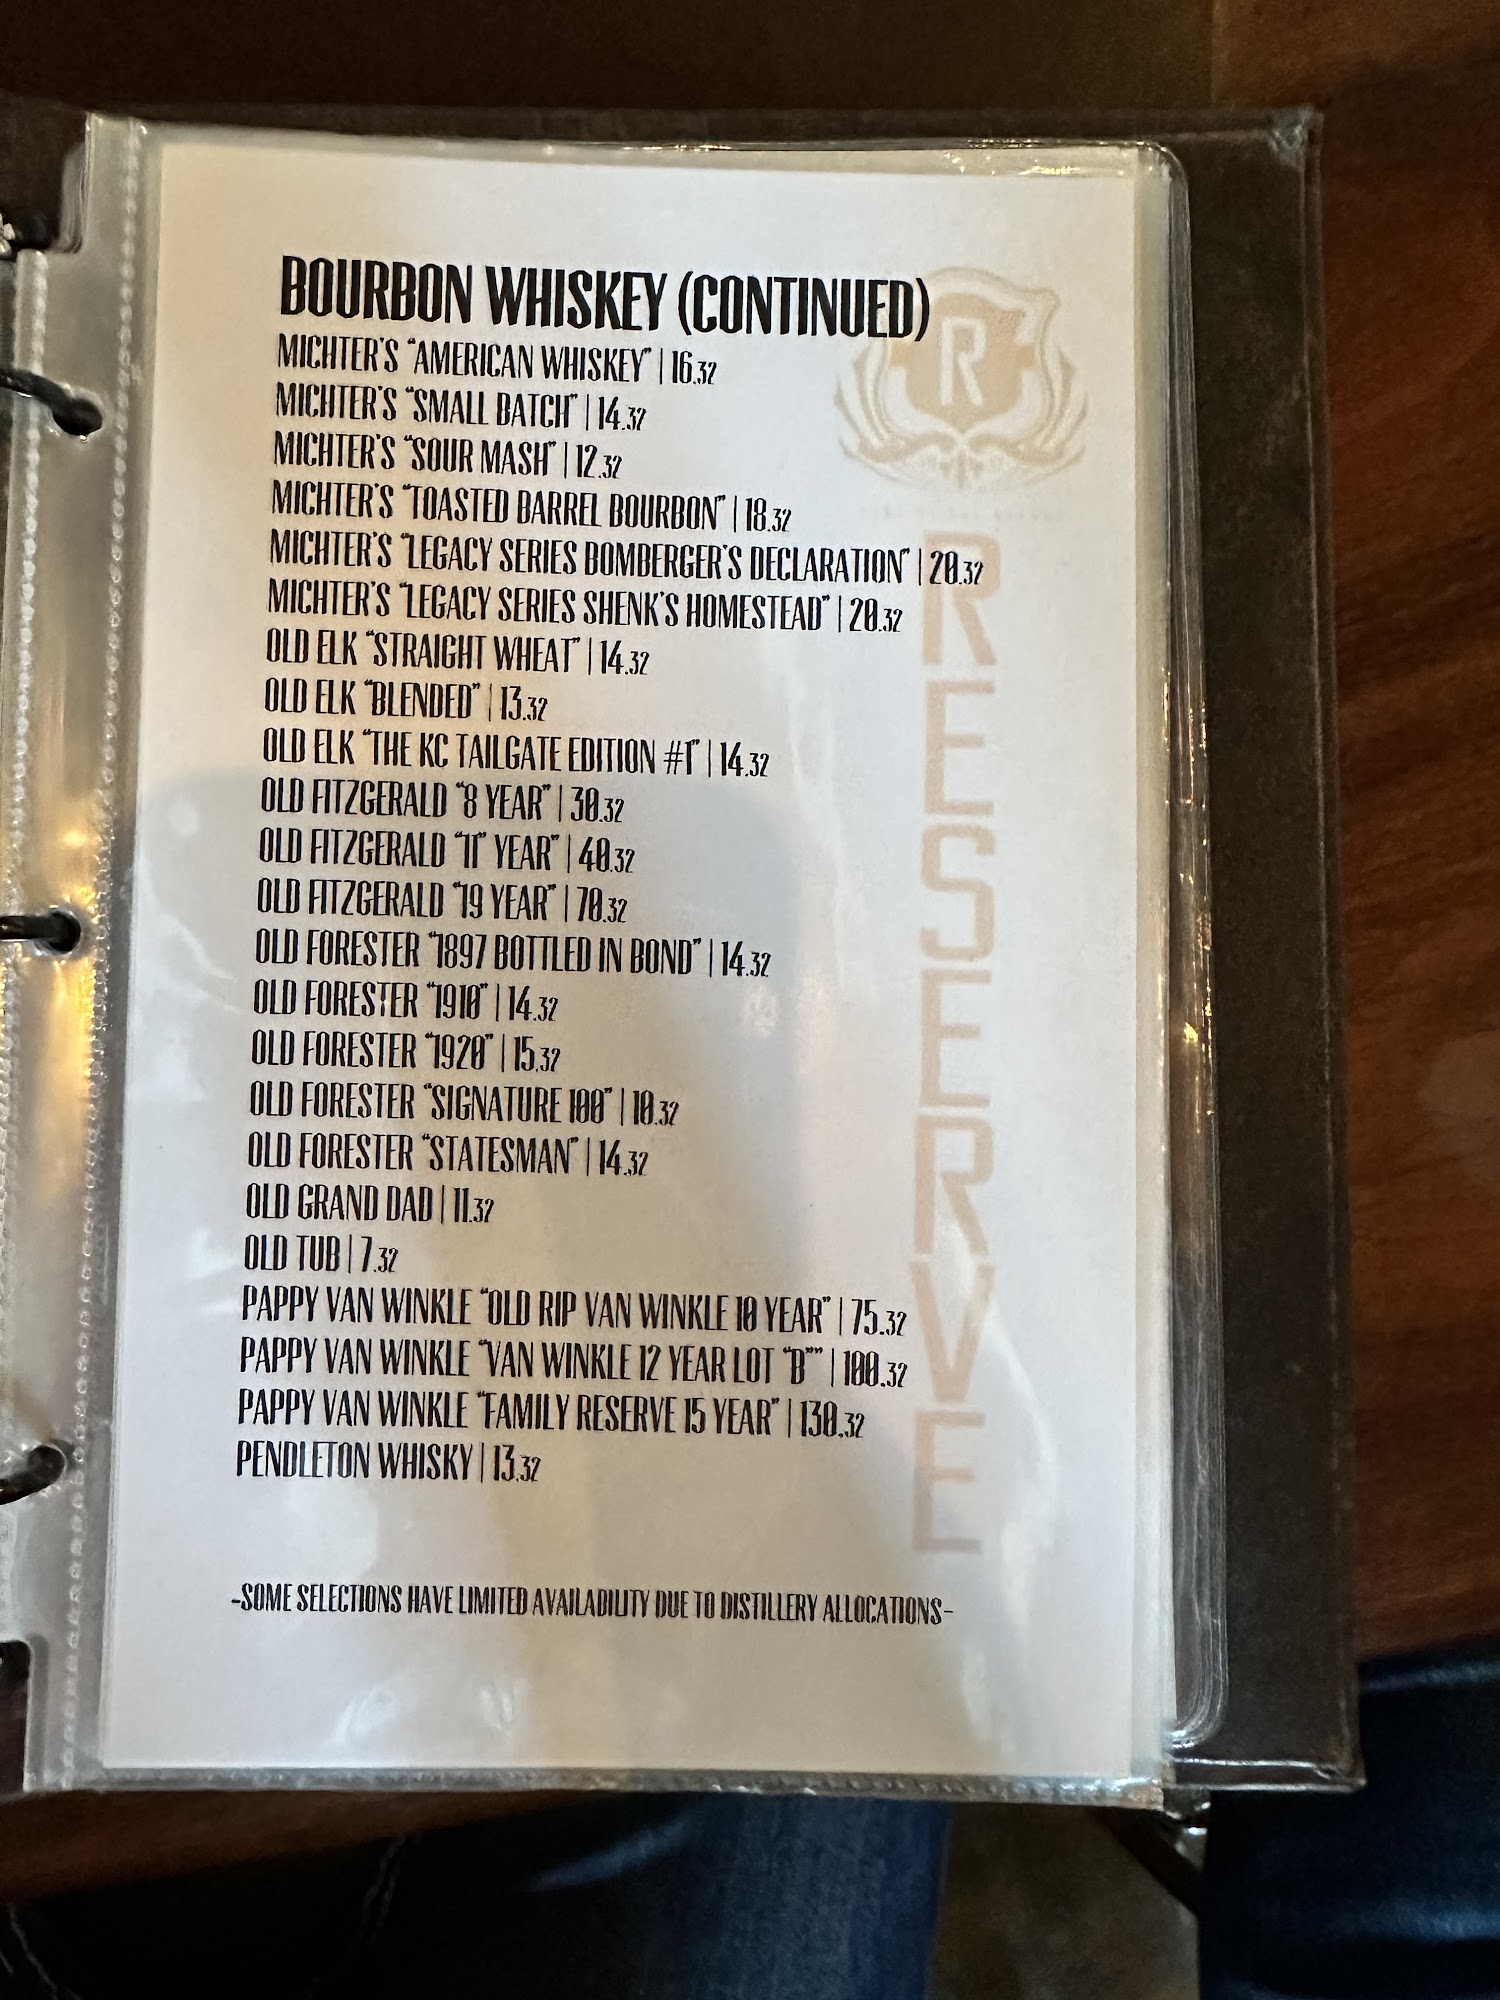 BOURBON WHISKEY (CONTINUED)
MICHTER'S "AMERICAN WHISKEY" | 16.32
MICHTER'S "SMALL BATCH" | 14.32
MICHTER'S "SOUR MASH" | 12.32
MICHTER'S "TOASTED BARREL BOURBON" | 18.32
MICHTER'S "LEGACY SERIES BOMBERGER'S DECLARATION" | 20.32
MICHTER'S "LEGACY SERIES SHENK'S HOMESTEAD" | 20.32
OLD ELK "STRAIGHT WHEAT" | 14.32
OLD ELK "BLENDED" | 13.32
OLD ELK "THE KC TAILGATE EDITION #1" | 14.32
OLD FITZGERALD "8 YEAR" | 30.32
OLD FITZGERALD "11" YEAR" | 40.32
OLD FITZGERALD "19 YEAR" | 70.32
OLD FORESTER "1897 BOTTLED IN BOND" | 14.32
OLD FORESTER "1910" | 14.32
OLD FORESTER "1920" | 15.32
OLD FORESTER "SIGNATURE 100" | 10.32
OLD FORESTER "STATESMAN" | 14.32
OLD GRAND DAD | 11.32
OLD TUB | 7.32
PAPPY VAN WINKLE "OLD RIP VAN WINKLE 10 YEAR" | 75.32
PAPPY VAN WINKLE "VAN WINKLE 12 YEAR LOT "B"" | 100.32
PAPPY VAN WINKLE "FAMILY RESERVE 15 YEAR" | 130.32
PENDLETON WHISKY | 13.32
-SOME SELECTIONS HAVE LIMITED AVAILABILITY DUE TO DISTILLERY ALLOCATIONS-
R
RESERVE